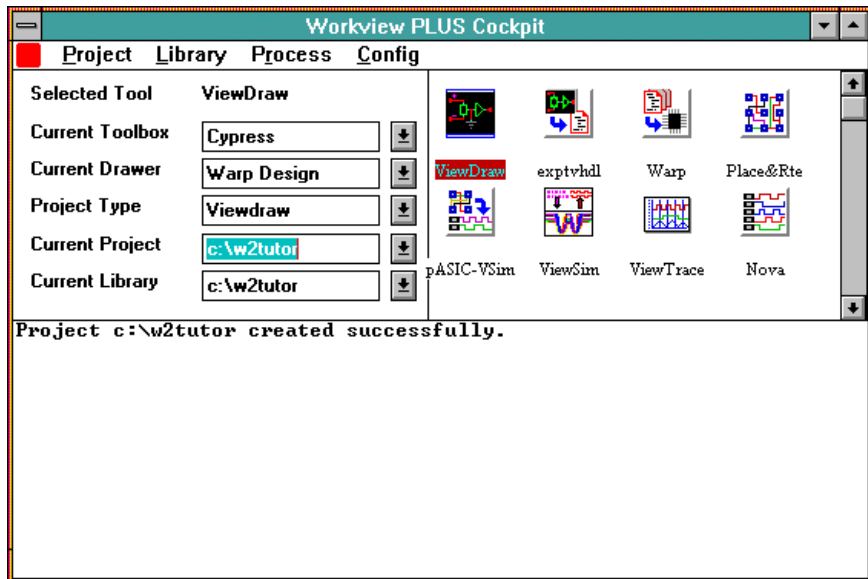 Workview PLUS Cockpit
Project Library Process Config
Selected Tool ViewDraw
Current Toolbox Cypress
Current Drawer Warp Design
Project Type Viewdraw
Current Project c:\w2tutor
Current Library c:\w2tutor
ViewDraw exptvhdl Warp Place&Rte
pASIC-VSim ViewSim ViewTrace Nova
Project c:\w2tutor created successfully.